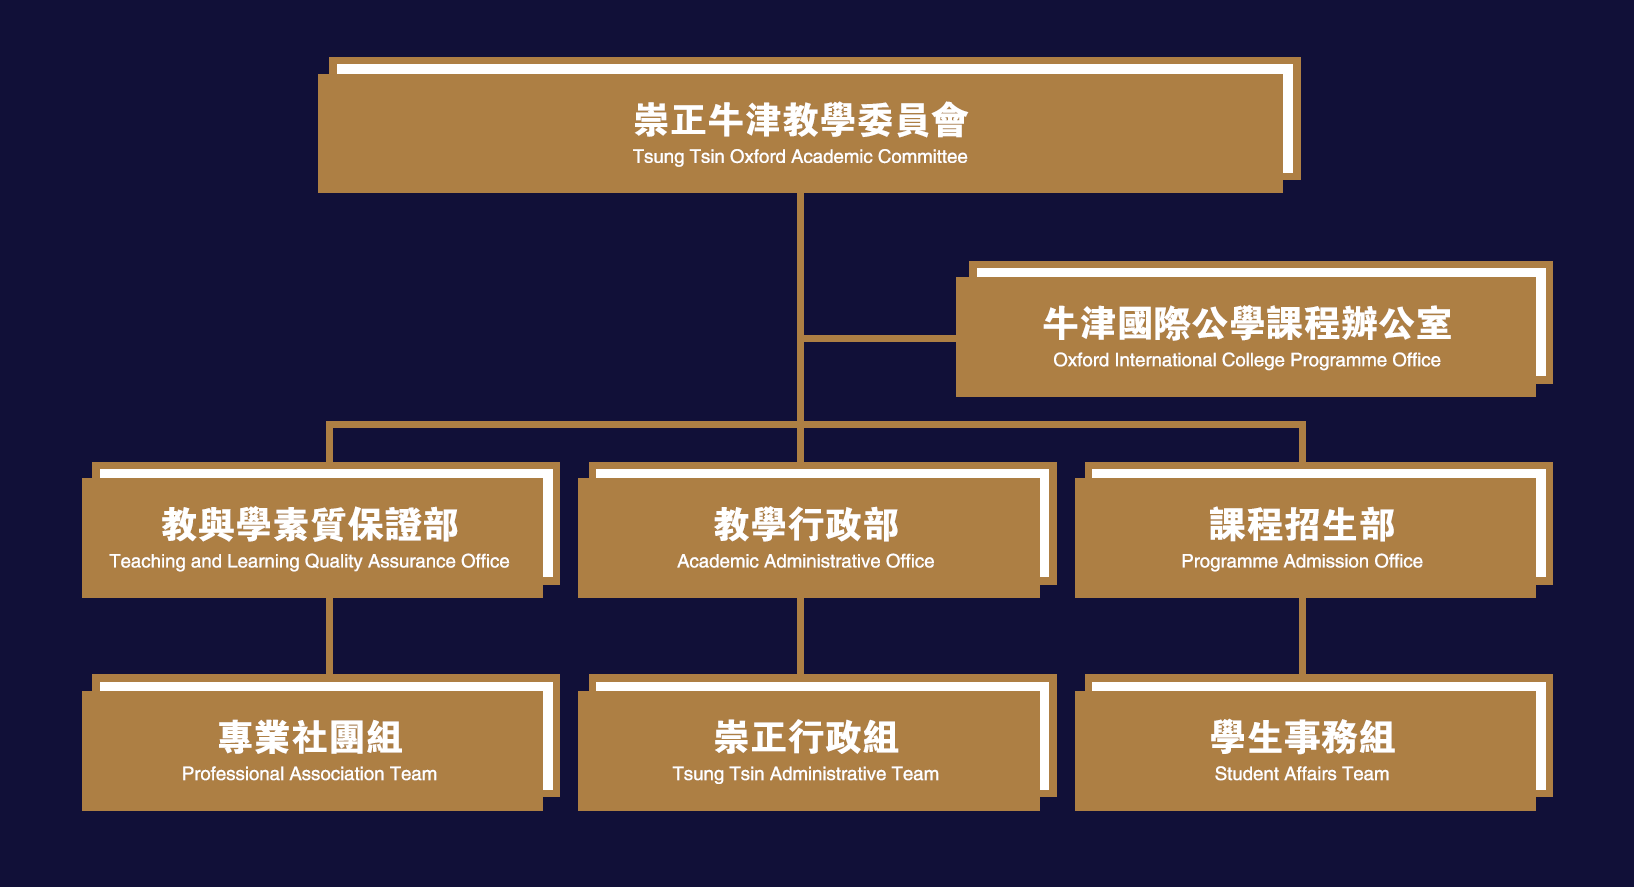 崇正牛津教學委員會
Tsung Tsin Oxford Academic Committee
牛津國際公學課程辦公室
Oxford International College Programme Office
教與學素質保證部
Teaching and Learning Quality Assurance Office
教學行政部
Academic Administrative Office
課程招生部
Programme Admission Office
專業社團組
Professional Association Team
崇正行政組
Tsung Tsin Administrative Team
學生事務組
Student Affairs Team